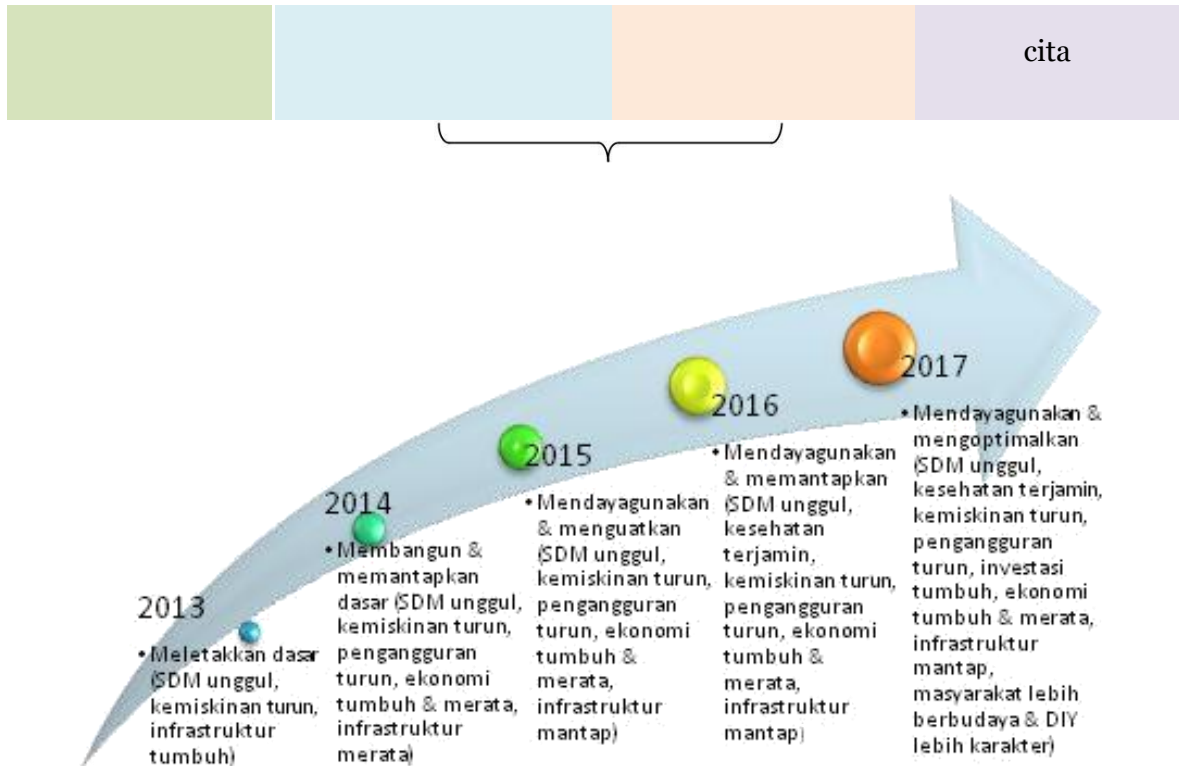 cita
2013
• Meletakkan dasar
(SDM unggul,
kemiskinan turun,
infrastruktur
tumbuh)
2014
• Membangun &
memantapkan
dasar (SDM unggul,
kemiskinan turun,
pengangguran
turun, ekonomi
tumbuh & merata,
infrastruktur
merata)
2015
• Mendayagunakan
& menguatkan
(SDM unggul,
kemiskinan turun,
pengangguran
turun, ekonomi
tumbuh &
merata,
infrastruktur
mantap)
2016
• Mendayagunakan
& memantapkan
(SDM unggul,
kesehatan
terjamin,
kemiskinan turun,
pengangguran
turun, ekonomi
tumbuh &
merata,
infrastruktur
mantap)
2017
• Mendayagunakan &
mengoptimalkan
(SDM unggul,
kesehatan terjamin,
kemiskinan turun,
pengangguran
turun, investasi
tumbuh, ekonomi
tumbuh & merata,
infrastruktur
mantap,
masyarakat lebih
berbudaya & DIY
lebih karakter)